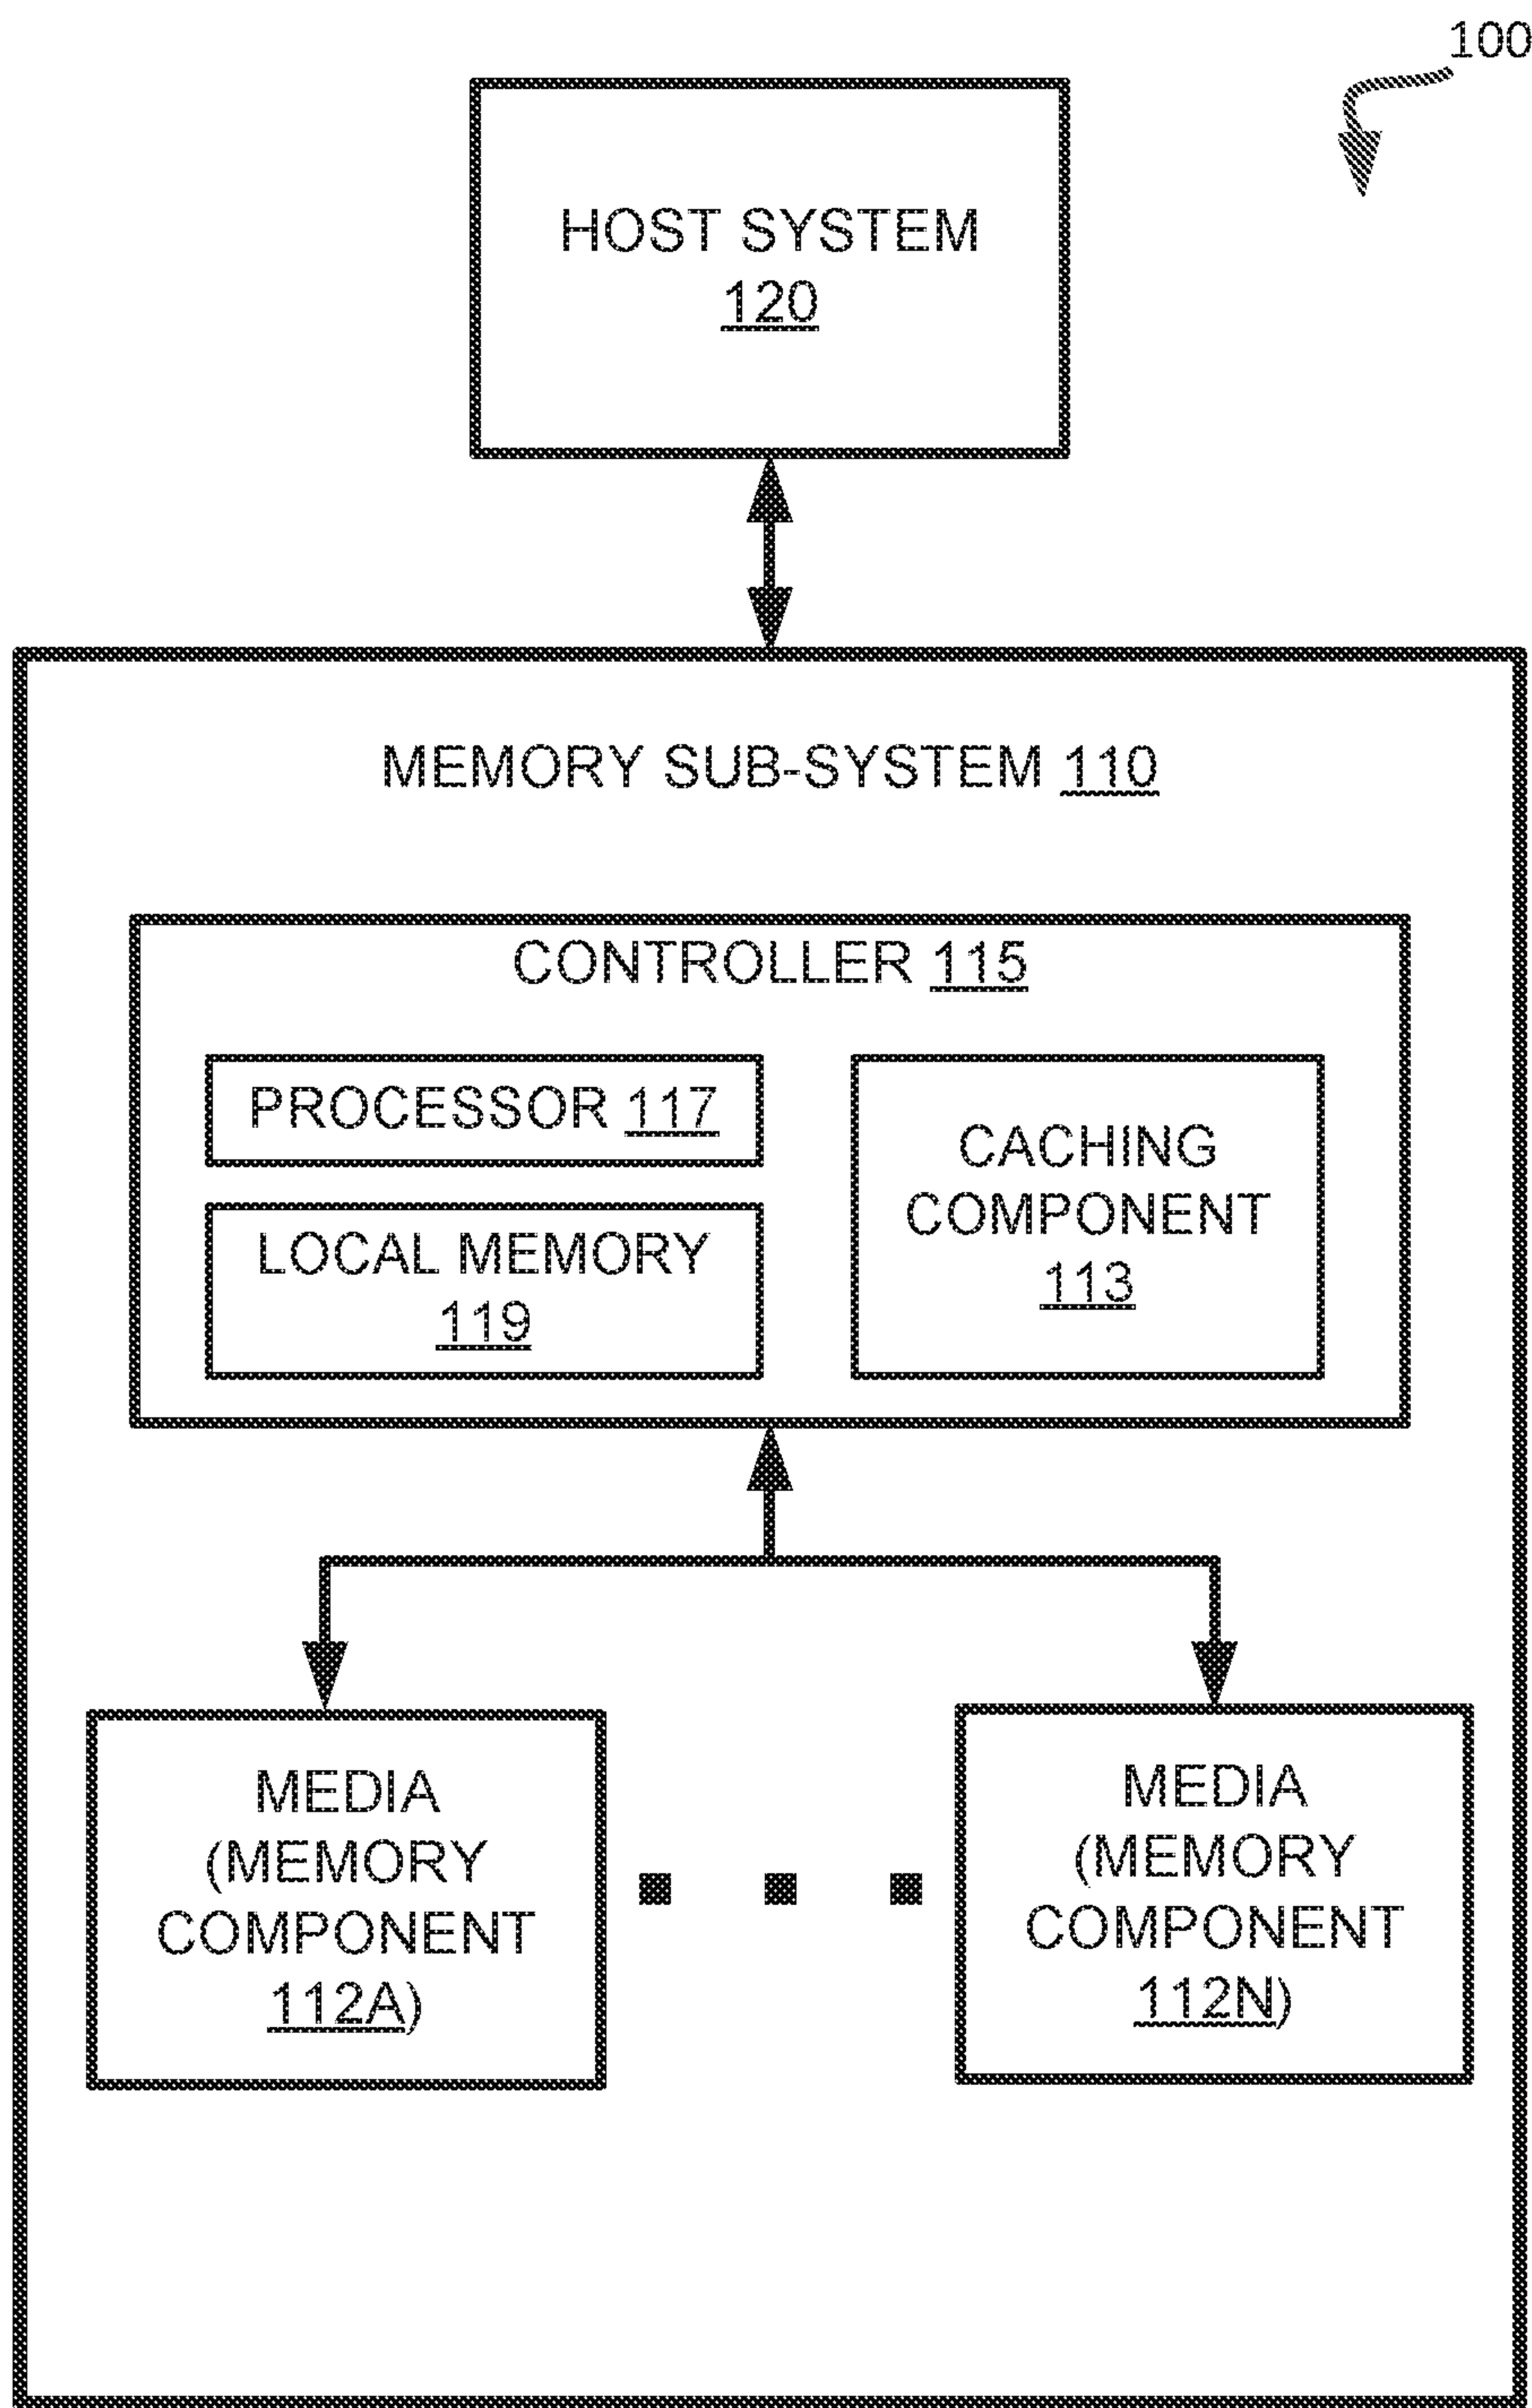 100
HOST SYSTEM
120
MEMORY SUB-SYSTEM 110
CONTROLLER 115
PROCESSOR 117
LOCAL MEMORY
119
CACHING
COMPONENT
113
MEDIA
(MEMORY
COMPONENT
112A)
MEDIA
(MEMORY
COMPONENT
112N)